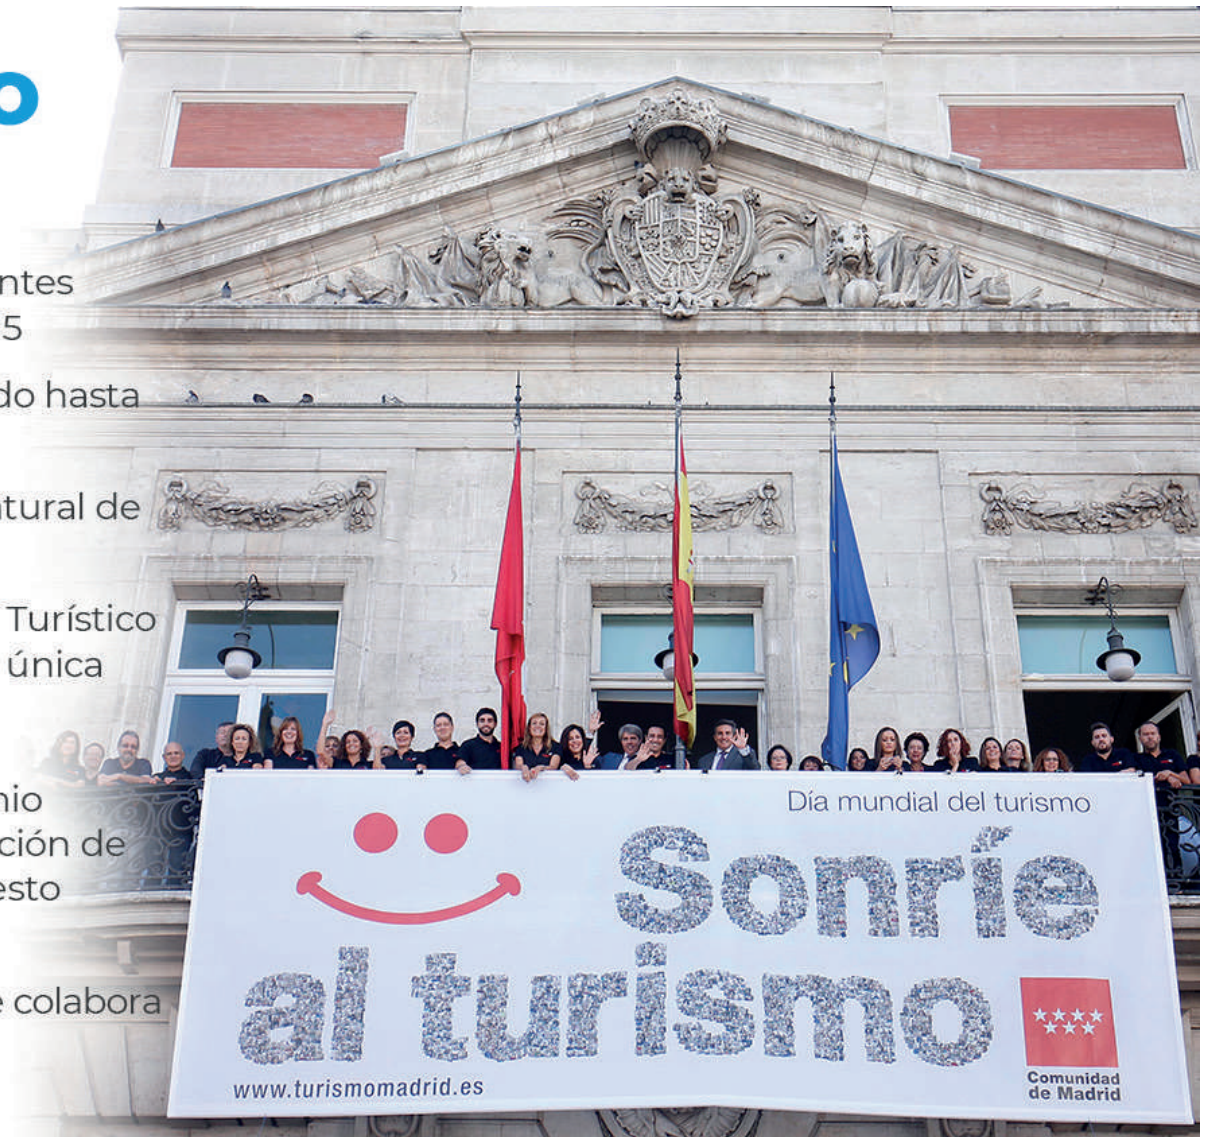 o
ntes
5
do hasta
tural de
Turístico
única
nio
ción de
esto
e colabora
Día mundial del turismo
Sonríe
al turismo
www.turismomadrid.es
Comunidad
de Madrid